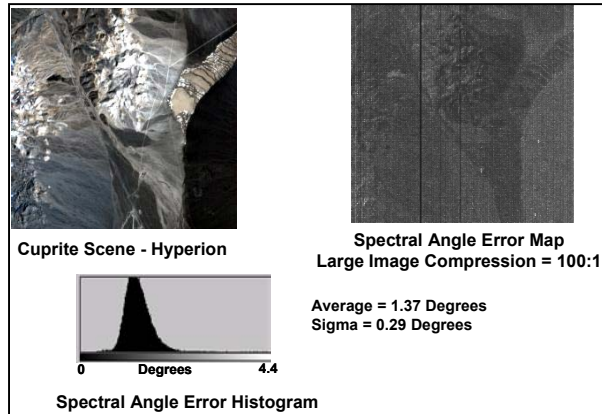 Cuprite Scene - Hyperion
Spectral Angle Error Map
Large Image Compression = 100:1
Average = 1.37 Degrees
Sigma = 0.29 Degrees
0 Degrees 4.4
Spectral Angle Error Histogram